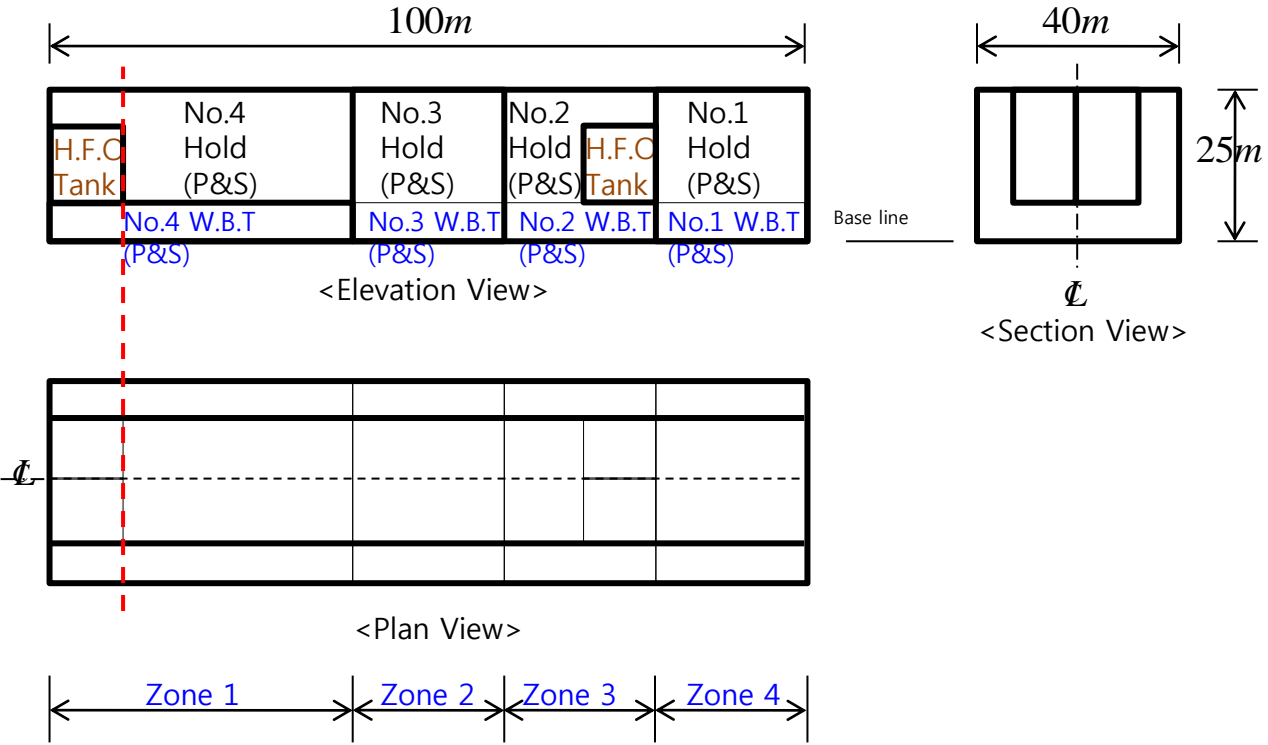 100m
40m
No.4
Hold
(P&S)
No.3
Hold
(P&S)
No.2
Hold
(P&S)
No.1
Hold
(P&S)
H.F.O
Tank
H.F.O
Tank
25m
No.4 W.B.T
(P&S)
No.3 W.B.T
(P&S)
No.2 W.B.T
(P&S)
No.1 W.B.T
(P&S)
Base line
<Elevation View>
℄
<Section View>
℄
<Plan View>
Zone 1
Zone 2
Zone 3
Zone 4